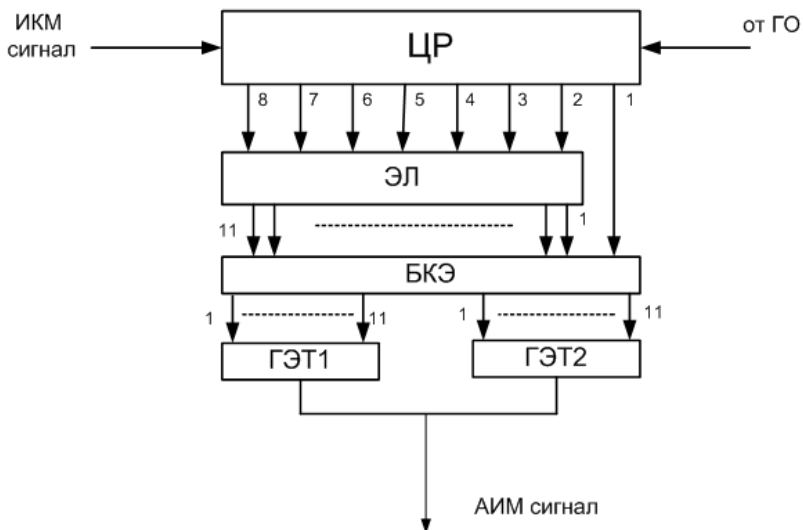 ИКМ
сигнал
ЦР
от ГО
8 7 6 5 4 3 2 1
ЭЛ
11 1
БКЭ
1 11 1 11
ГЭТ1 ГЭТ2
АИМ сигнал